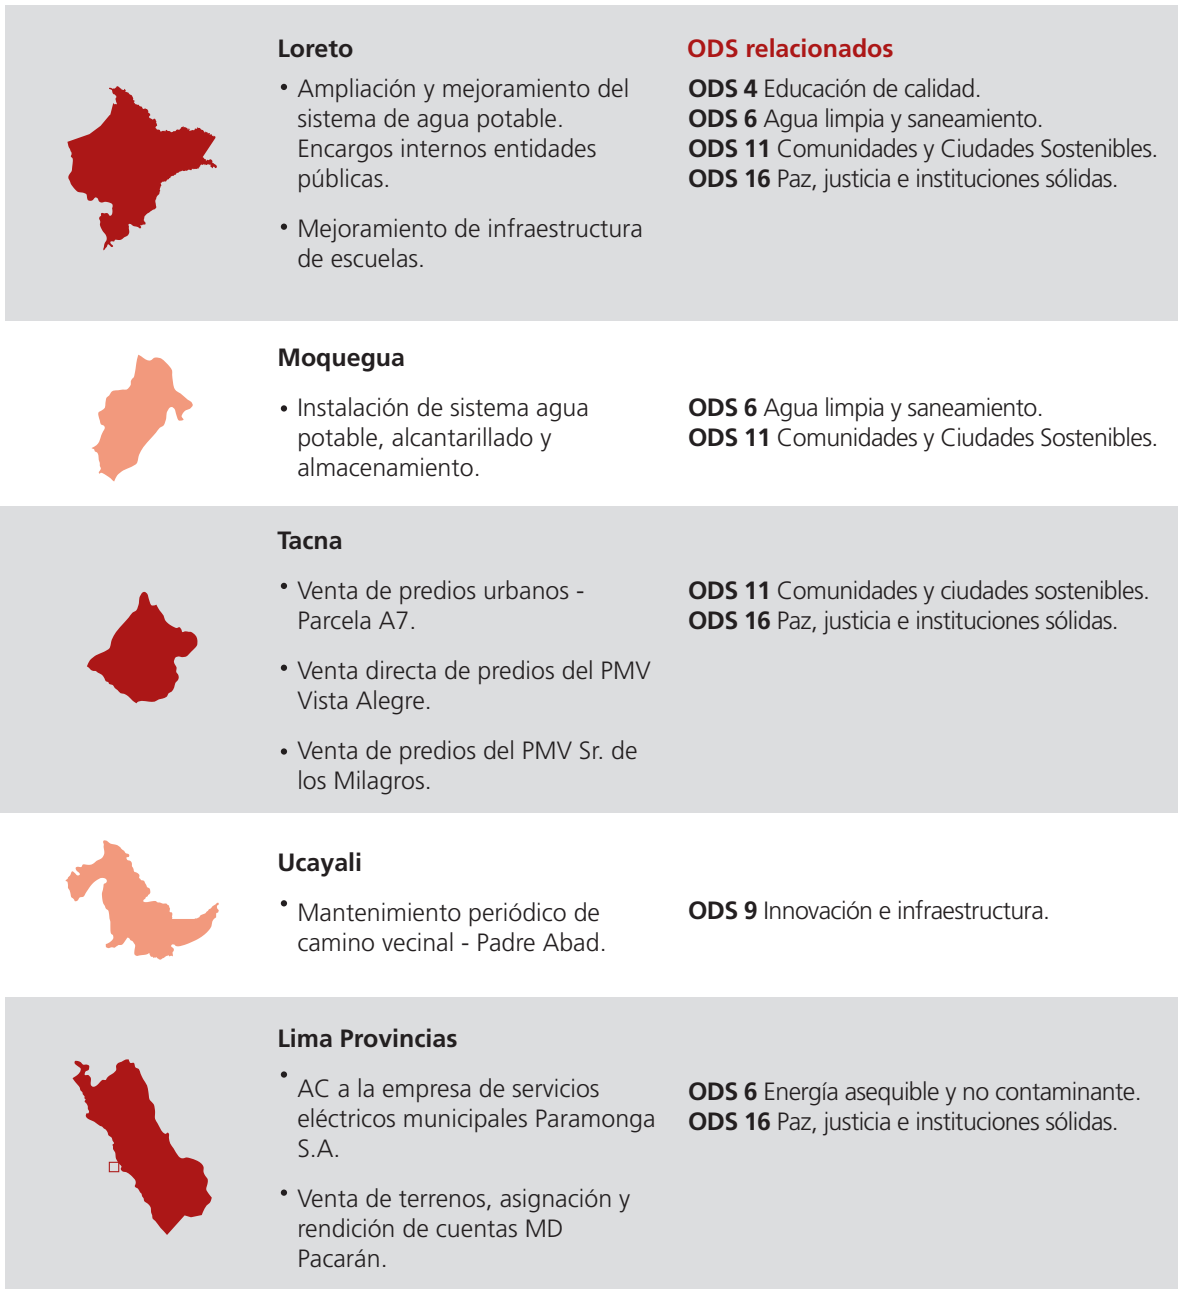 Loreto
• Ampliación y mejoramiento del
sistema de agua potable.
Encargos internos entidades
públicas.
• Mejoramiento de infraestructura
de escuelas.
ODS relacionados
ODS 4 Educación de calidad.
ODS 6 Agua limpia y saneamiento.
ODS 11 Comunidades y Ciudades Sostenibles.
ODS 16 Paz, justicia e instituciones sólidas.
Moquegua
• Instalación de sistema agua
potable, alcantarillado y
almacenamiento.
ODS 6 Agua limpia y saneamiento.
ODS 11 Comunidades y Ciudades Sostenibles.
Tacna
• Venta de predios urbanos -
Parcela A7.
• Venta directa de predios del PMV
Vista Alegre.
• Venta de predios del PMV Sr. de
los Milagros.
ODS 11 Comunidades y ciudades sostenibles.
ODS 16 Paz, justicia e instituciones sólidas.
Ucayali
• Mantenimiento periódico de
camino vecinal - Padre Abad.
ODS 9 Innovación e infraestructura.
Lima Provincias
• AC a la empresa de servicios
eléctricos municipales Paramonga
S.A.
• Venta de terrenos, asignación y
rendición de cuentas MD
Pacarán.
ODS 6 Energía asequible y no contaminante.
ODS 16 Paz, justicia e instituciones sólidas.